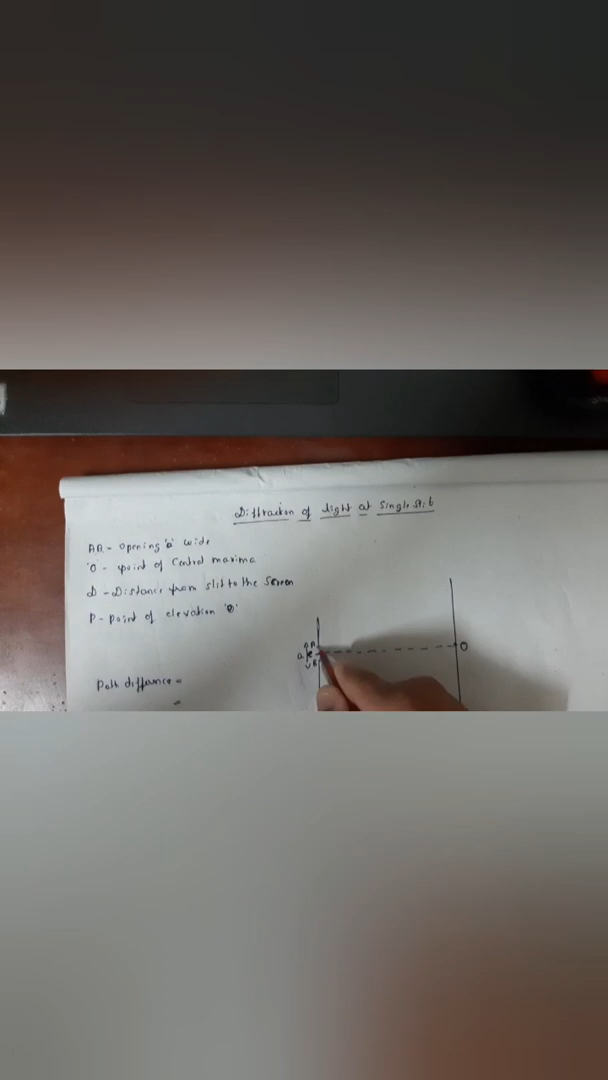 Diffraction of light at Single slit
AB - opening 'a' wide
'O' - point of Central maxima
D - Distance from slit to the Screen
P - point of elevation 'θ'
A
a
B
O
Path diffarance =
=